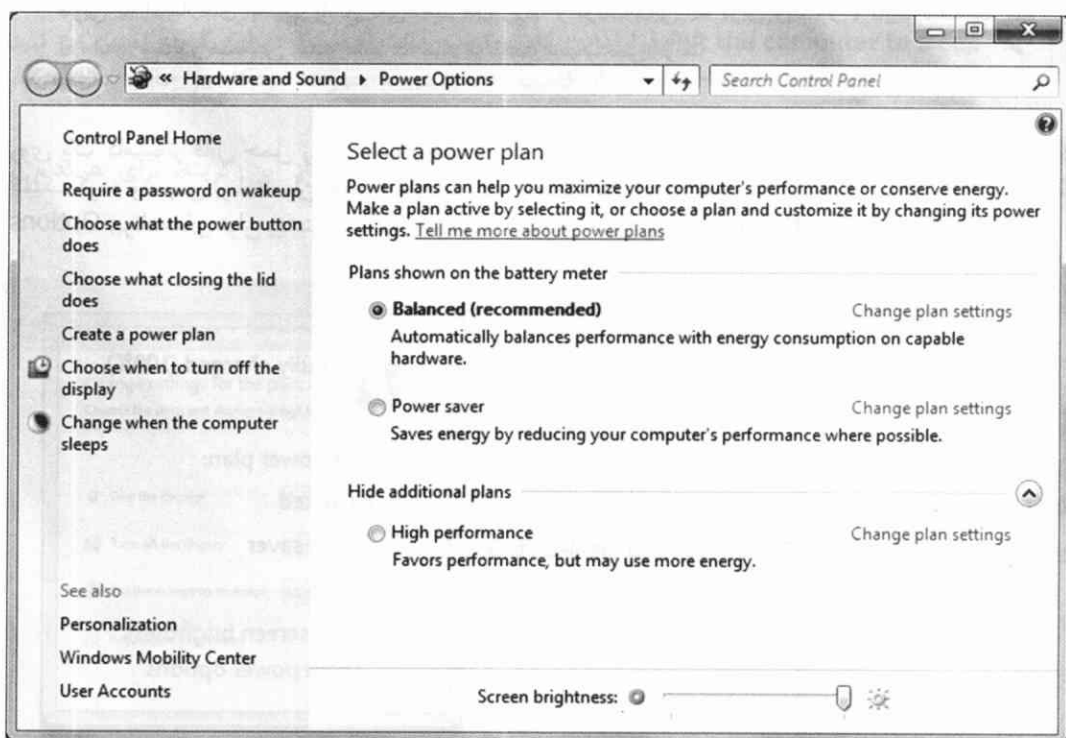 « Hardware and Sound ▸ Power Options
Search Control Panel
Control Panel Home
Require a password on wakeup
Choose what the power button
does
Choose what closing the lid
does
Create a power plan
Choose when to turn off the
display
Change when the computer
sleeps
See also
Personalization
Windows Mobility Center
User Accounts
Select a power plan
Power plans can help you maximize your computer's performance or conserve energy.
Make a plan active by selecting it, or choose a plan and customize it by changing its power
settings. Tell me more about power plans
Plans shown on the battery meter
Balanced (recommended) Change plan settings
Automatically balances performance with energy consumption on capable
hardware.
Power saver Change plan settings
Saves energy by reducing your computer's performance where possible.
Hide additional plans
High performance Change plan settings
Favors performance, but may use more energy.
Screen brightness: